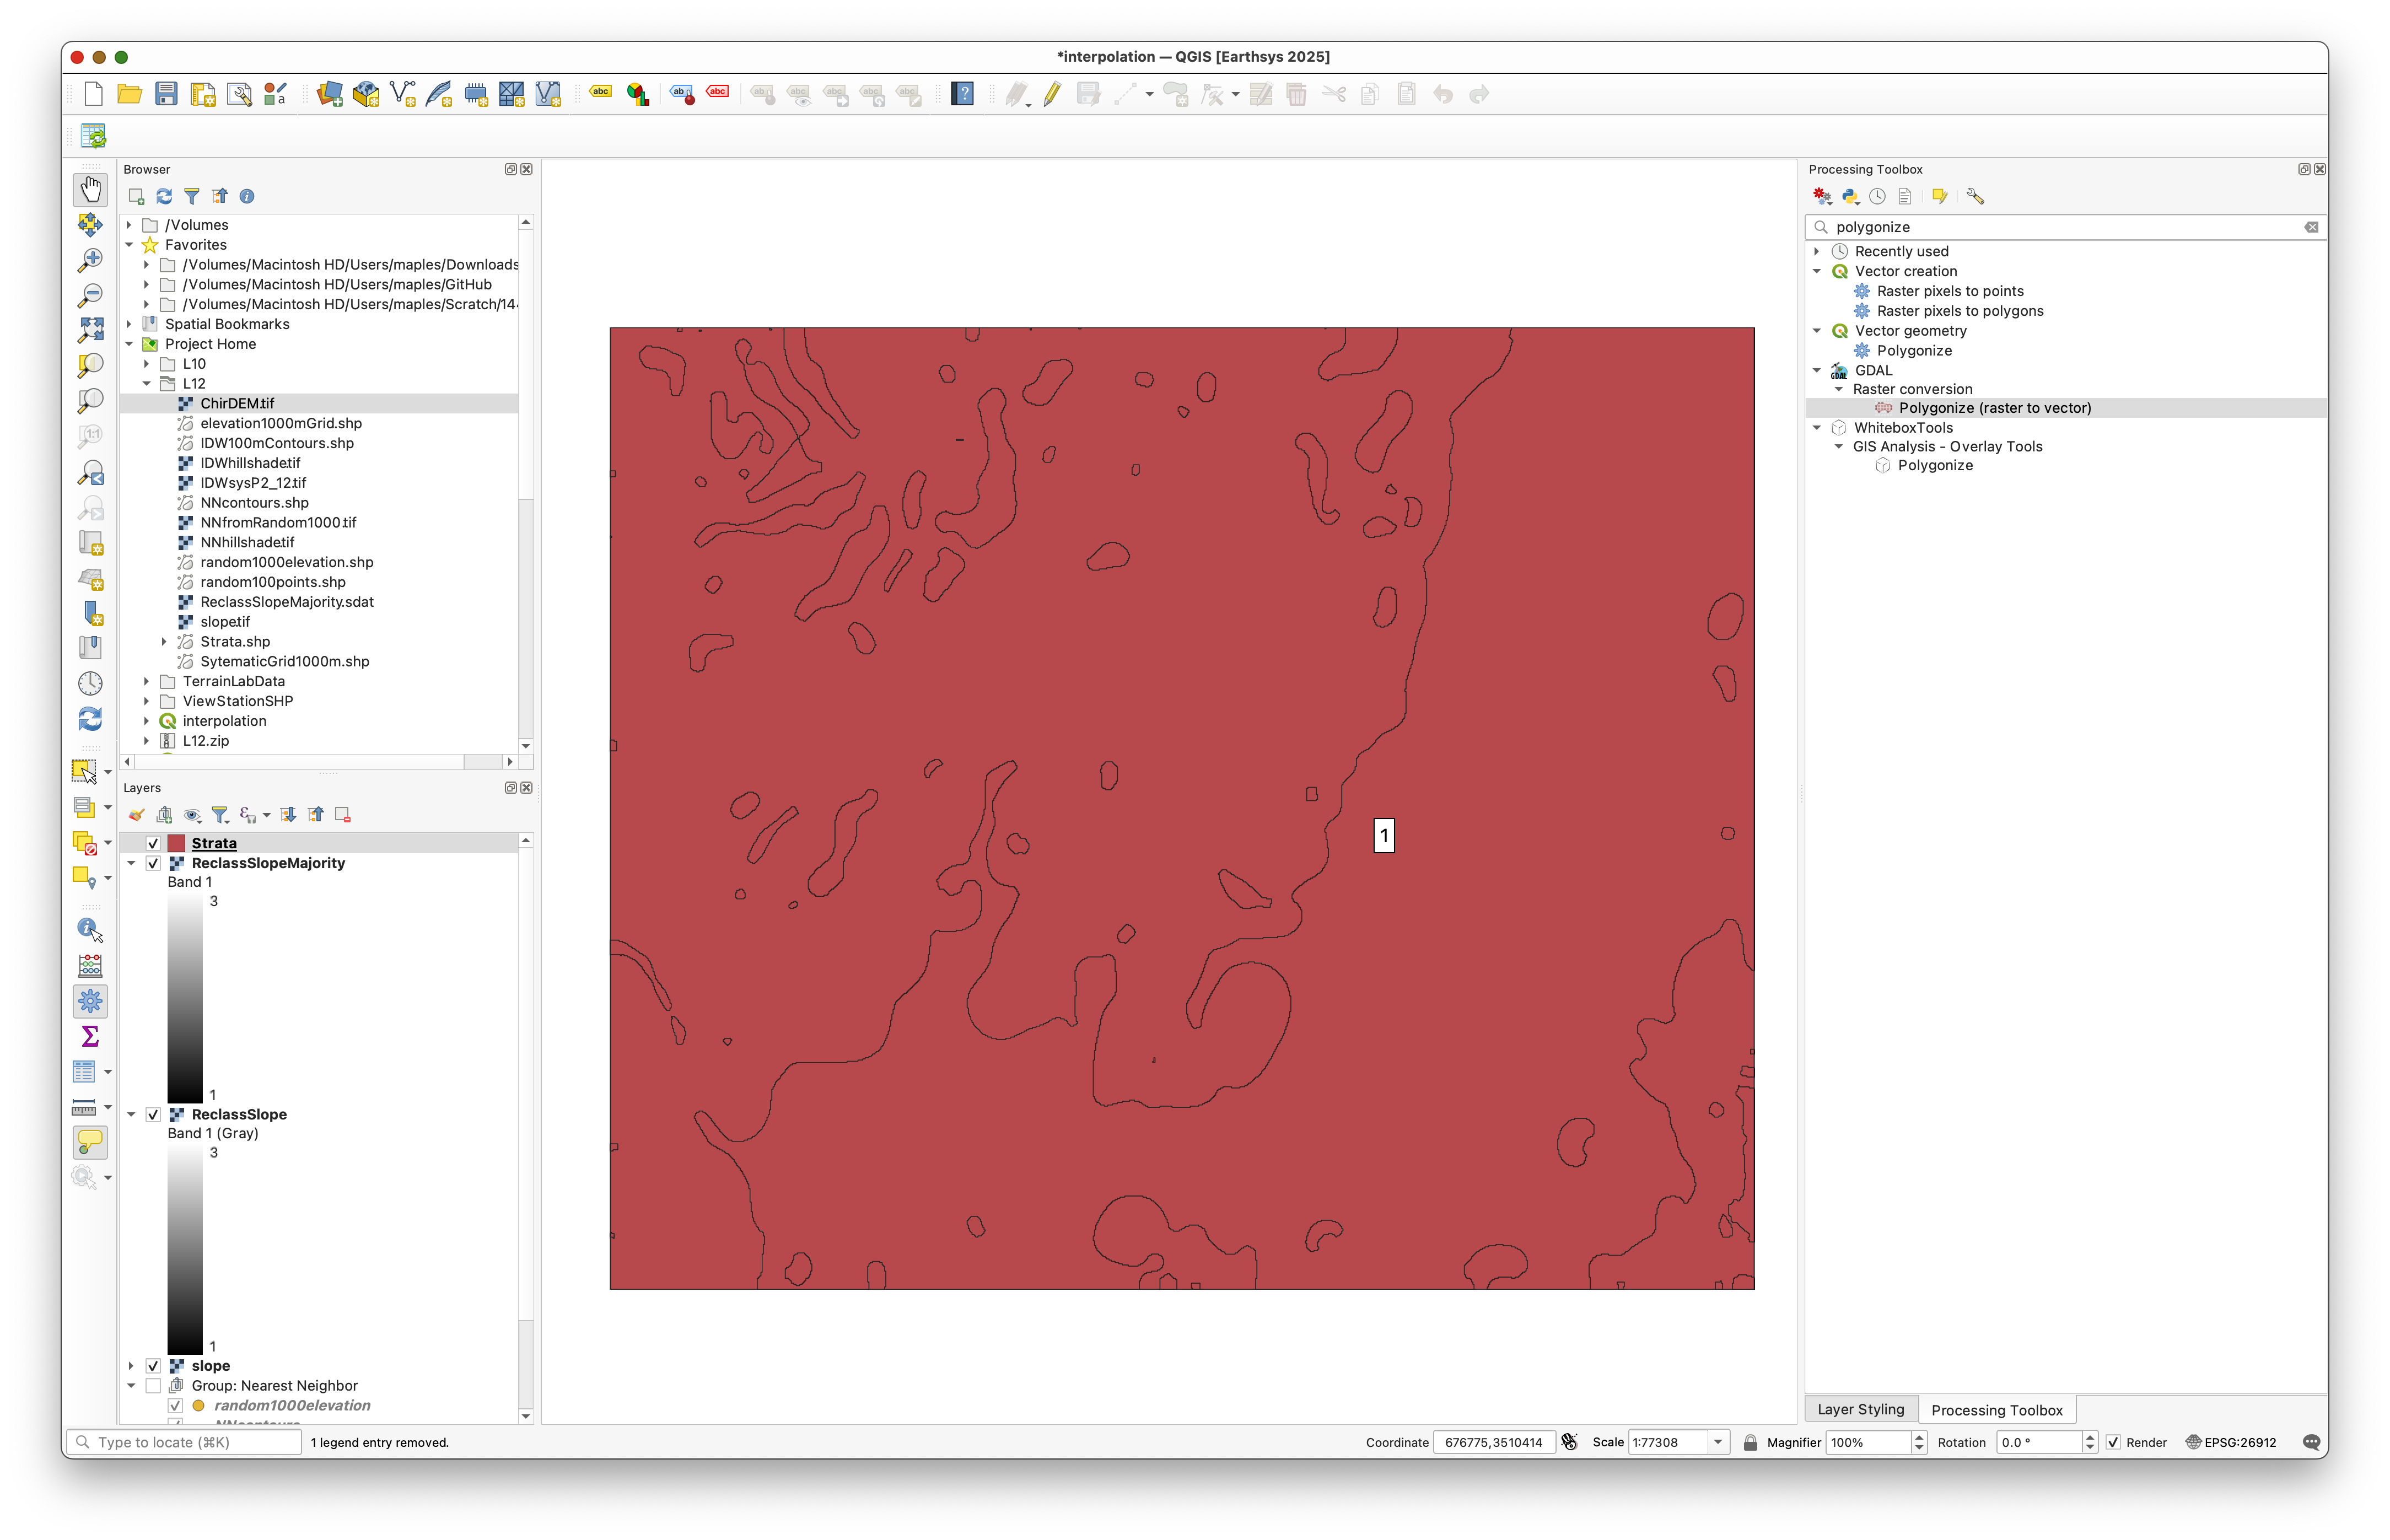 *interpolation — QGIS [Earthsys 2025]
Browser
/Volumes
Favorites
/Volumes/Macintosh HD/Users/maples/Downloads
/Volumes/Macintosh HD/Users/maples/GitHub
/Volumes/Macintosh HD/Users/maples/Scratch/14
Spatial Bookmarks
Project Home
L10
L12
ChirDEM.tif
elevation1000mGrid.shp
IDW100mContours.shp
IDWhillshade.tif
IDWsysP2_12.tif
NNcontours.shp
NNfromRandom1000.tif
NNhillshade.tif
random1000elevation.shp
random100points.shp
ReclassSlopeMajority.sdat
slope.tif
Strata.shp
SytematicGrid1000m.shp
TerrainLabData
ViewStationSHP
interpolation
L12.zip
Layers
Strata
ReclassSlopeMajority
Band 1
3
1
ReclassSlope
Band 1 (Gray)
3
1
slope
Group: Nearest Neighbor
random1000elevation
NNcontours
1
Processing Toolbox
polygonize
Recently used
Vector creation
Raster pixels to points
Raster pixels to polygons
Vector geometry
Polygonize
GDAL
Raster conversion
Polygonize (raster to vector)
WhiteboxTools
GIS Analysis - Overlay Tools
Polygonize
Layer Styling
Processing Toolbox
Type to locate (⌘K)
1 legend entry removed.
Coordinate
676775,3510414
Scale
1:77308
Magnifier
100%
Rotation
0.0 °
Render
EPSG:26912